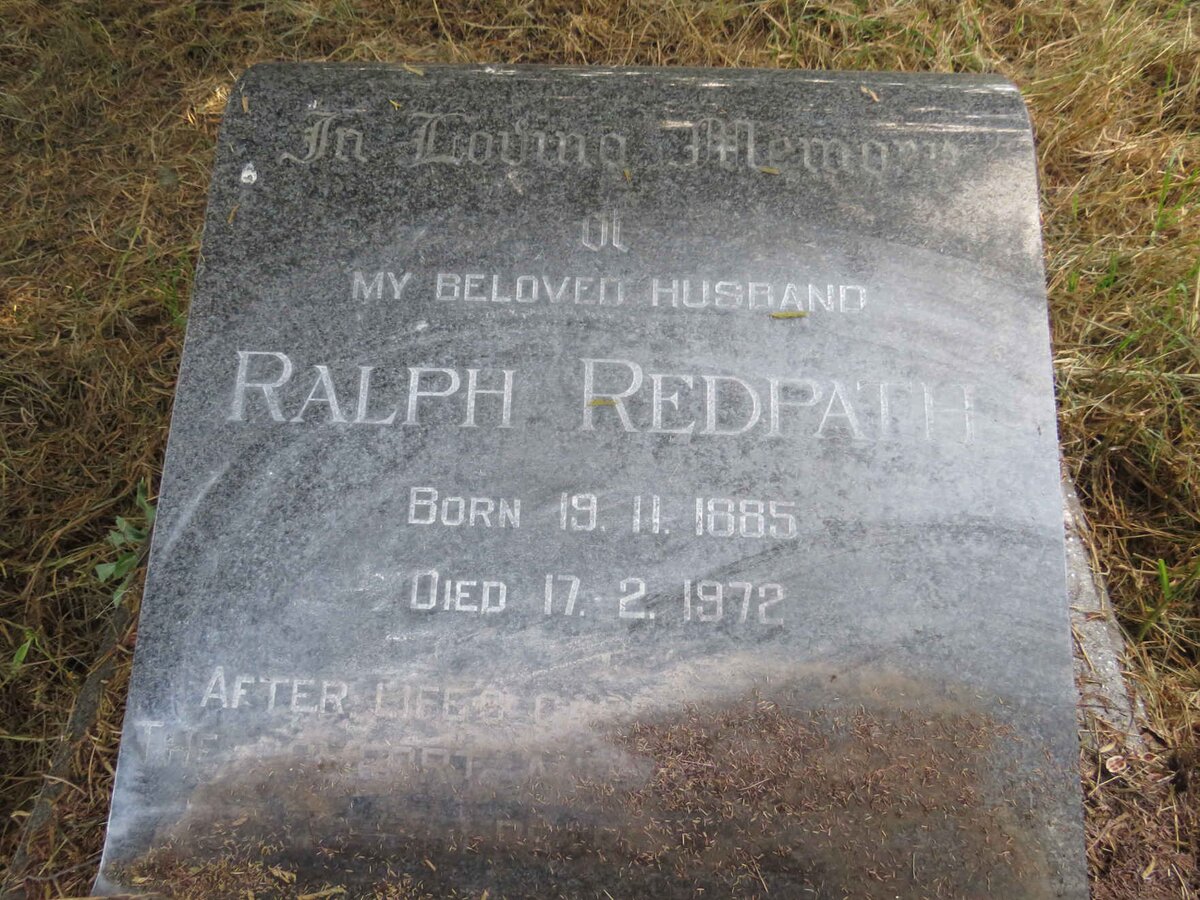 In Loving Memory
of
MY BELOVED HUSBAND
RALPH REDPATH
BORN 19. 11. 1885
DIED 17. 2. 1972
AFTER LIFE'S
THE